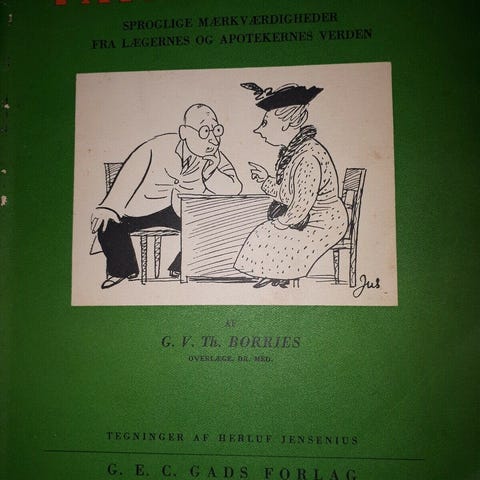 SPROGLIGE MÆRKVÆRDIGHEDER
FRA LÆGERNES OG APOTEKERNES VERDEN
Jus.
AF
G. V. Th. BORRIES
OVERLÆGE, DR. MED.
TEGNINGER AF HERLUF JENSENIUS
G. E. C. GADS FORLAG